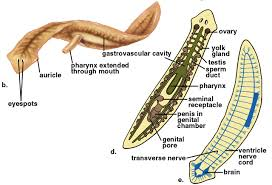 ovary
gastrovascular cavity
yolk
gland
testis
sperm
duct
b.
auricle
pharynx extended
through mouth
pharynx
eyespots
seminal
receptacle
penis in
genital
chamber
genital
pore
d.
transverse nerve
ventricle
nerve
cord
brain
e.